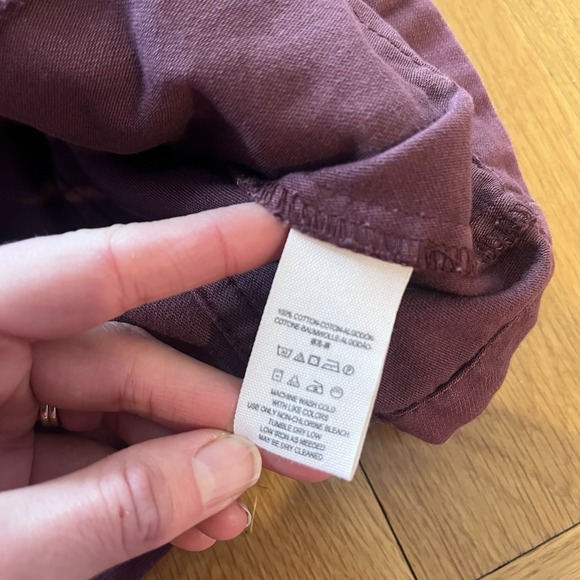 100% COTTON-COTON-ALGODÓN-
COTONE-BAUMWOLLE-ALGODÃO-
MACHINE WASH COLD
WITH LIKE COLORS
USE ONLY NON-CHLORINE BLEACH
TUMBLE DRY LOW
LOW IRON AS NEEDED
MAY BE DRY CLEANED